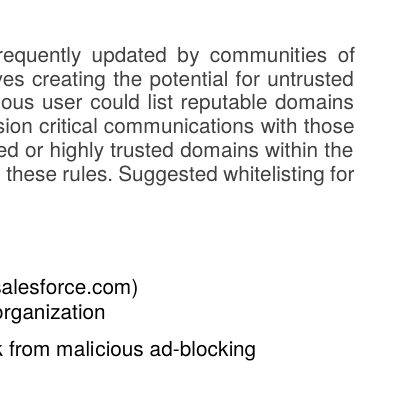 requently updated by communities of
ves creating the potential for untrusted
ious user could list reputable domains
sion critical communications with those
ed or highly trusted domains within the
these rules. Suggested whitelisting for
salesforce.com)
organization
k from malicious ad-blocking